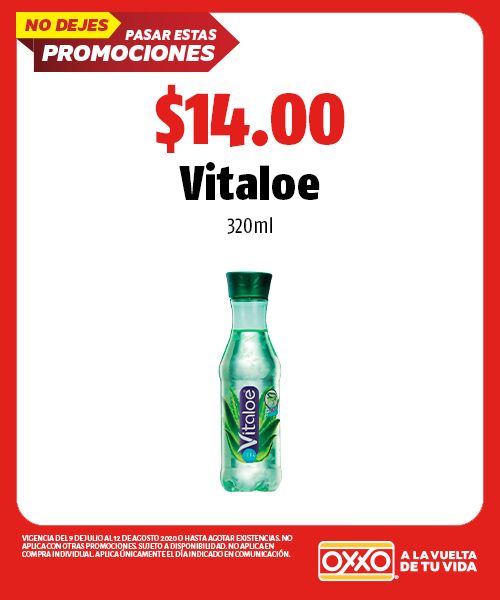 NO DEJES PASAR ESTAS
PROMOCIONES
$14.00
Vitaloe
320ml
Vitaloe
VIGENCIA DEL 9 DE JULIO AL 12 DE AGOSTO 2020 O HASTA AGOTAR EXISTENCIAS. NO
APLICA CON OTRAS PROMOCIONES. SUJETO A DISPONIBILIDAD. NO APLICA EN
COMPRA INDIVIDUAL. APLICA ÚNICAMENTE EL DÍA INDICADO EN COMUNICACIÓN.
OXXO
A LA VUELTA
DE TU VIDA